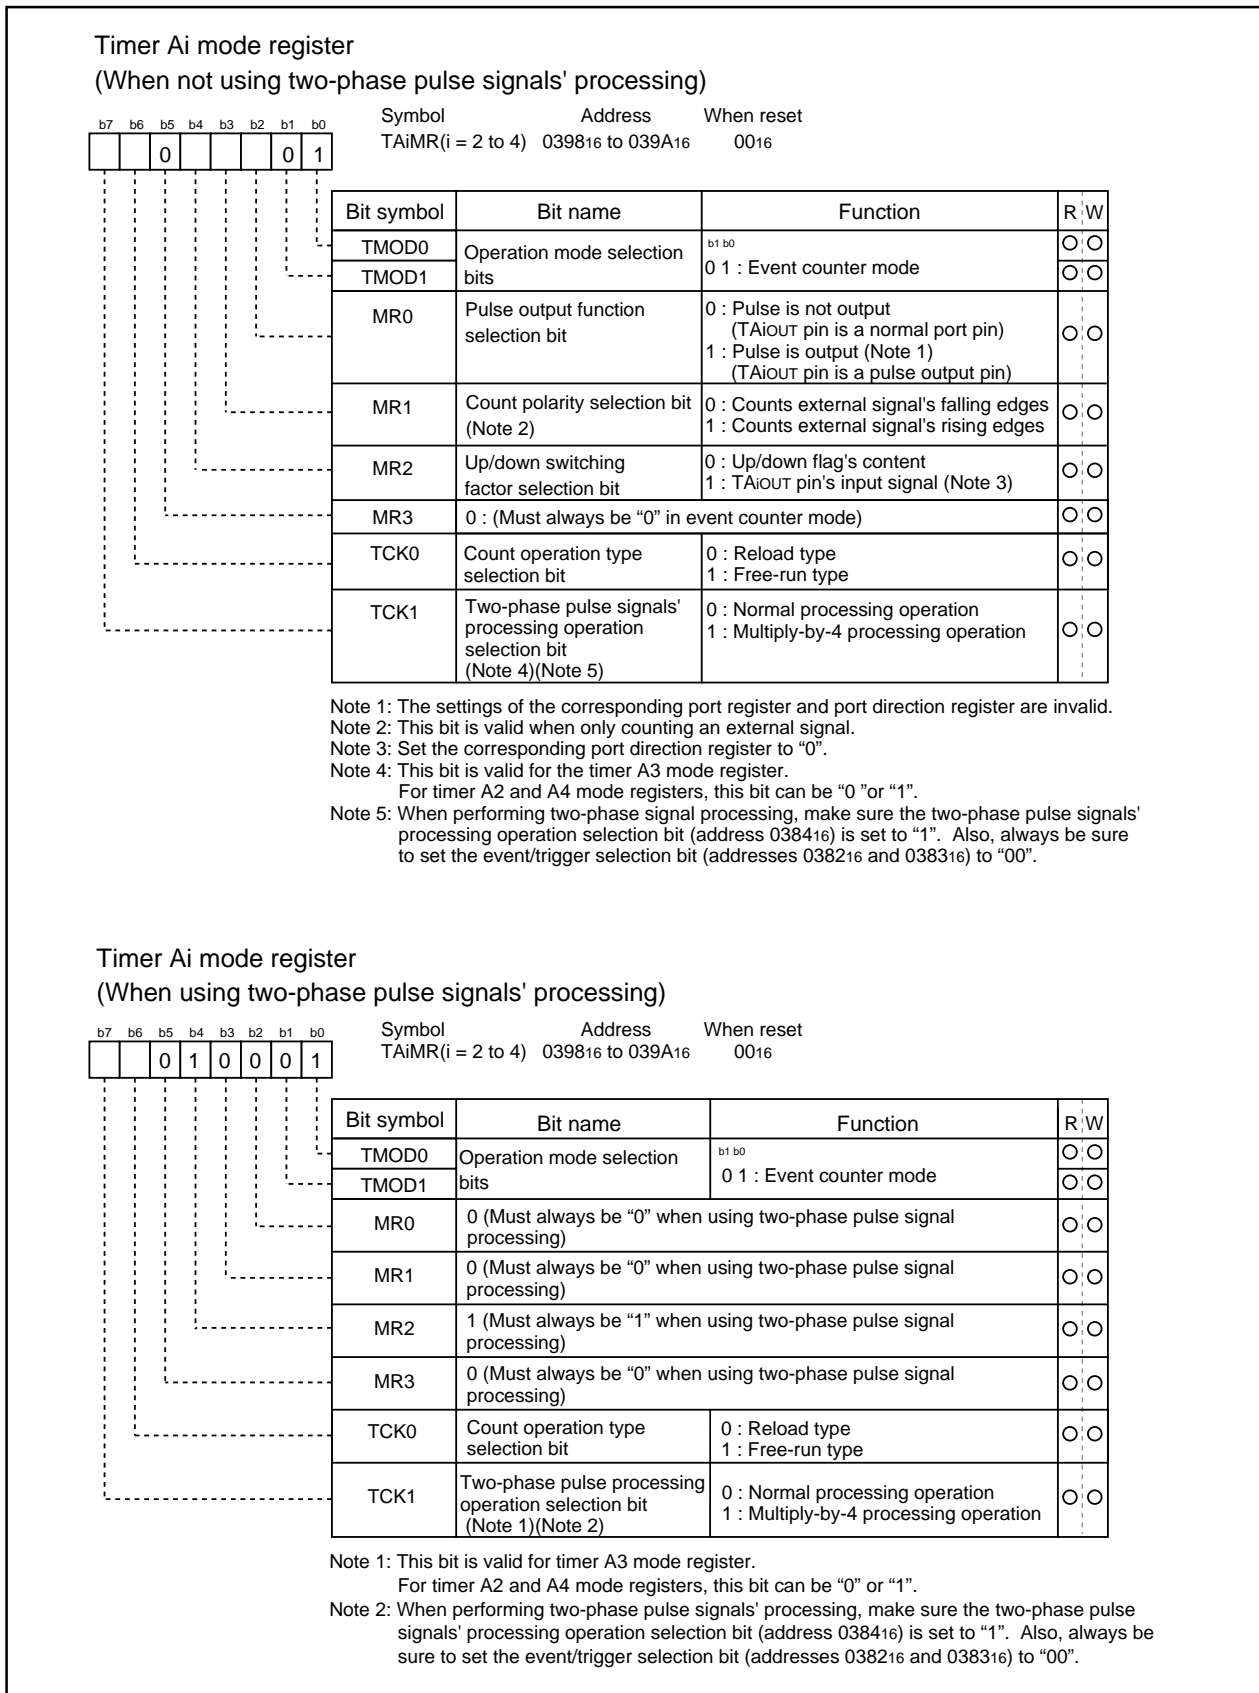 Timer Ai mode register
(When not using two-phase pulse signals' processing)
Symbol Address When reset
b7 b6 b5 b4 b3 b2 b1 b0
TAiMR(i = 2 to 4) 039816 to 039A16 0016
0 0 1
Bit symbol Bit name Function R W
TMOD0 Operation mode selection b1 b0
TMOD1 bits 0 1 : Event counter mode
MR0 Pulse output function 0 : Pulse is not output
selection bit (TAiOUT pin is a normal port pin)
1 : Pulse is output (Note 1)
(TAiOUT pin is a pulse output pin)
MR1 Count polarity selection bit 0 : Counts external signal's falling edges
(Note 2) 1 : Counts external signal's rising edges
MR2 Up/down switching 0 : Up/down flag's content
factor selection bit 1 : TAiOUT pin's input signal (Note 3)
MR3 0 : (Must always be “0” in event counter mode)
TCK0 Count operation type 0 : Reload type
selection bit 1 : Free-run type
TCK1 Two-phase pulse signals' 0 : Normal processing operation
processing operation 1 : Multiply-by-4 processing operation
selection bit
(Note 4)(Note 5)
Note 1: The settings of the corresponding port register and port direction register are invalid.
Note 2: This bit is valid when only counting an external signal.
Note 3: Set the corresponding port direction register to “0”.
Note 4: This bit is valid for the timer A3 mode register.
For timer A2 and A4 mode registers, this bit can be “0 ”or “1”.
Note 5: When performing two-phase signal processing, make sure the two-phase pulse signals'
processing operation selection bit (address 038416) is set to “1”. Also, always be sure
to set the event/trigger selection bit (addresses 038216 and 038316) to “00”.
Timer Ai mode register
(When using two-phase pulse signals' processing)
Symbol Address When reset
b7 b6 b5 b4 b3 b2 b1 b0
TAiMR(i = 2 to 4) 039816 to 039A16 0016
0 1 0 0 0 1
Bit symbol Bit name Function R W
TMOD0 Operation mode selection b1 b0
TMOD1 bits 0 1 : Event counter mode
MR0 0 (Must always be “0” when using two-phase pulse signal
processing)
MR1 0 (Must always be “0” when using two-phase pulse signal
processing)
MR2 1 (Must always be “1” when using two-phase pulse signal
processing)
MR3 0 (Must always be “0” when using two-phase pulse signal
processing)
TCK0 Count operation type 0 : Reload type
selection bit 1 : Free-run type
TCK1 Two-phase pulse processing 0 : Normal processing operation
operation selection bit 1 : Multiply-by-4 processing operation
(Note 1)(Note 2)
Note 1: This bit is valid for timer A3 mode register.
For timer A2 and A4 mode registers, this bit can be “0” or “1”.
Note 2: When performing two-phase pulse signals' processing, make sure the two-phase pulse
signals' processing operation selection bit (address 038416) is set to “1”. Also, always be
sure to set the event/trigger selection bit (addresses 038216 and 038316) to “00”.